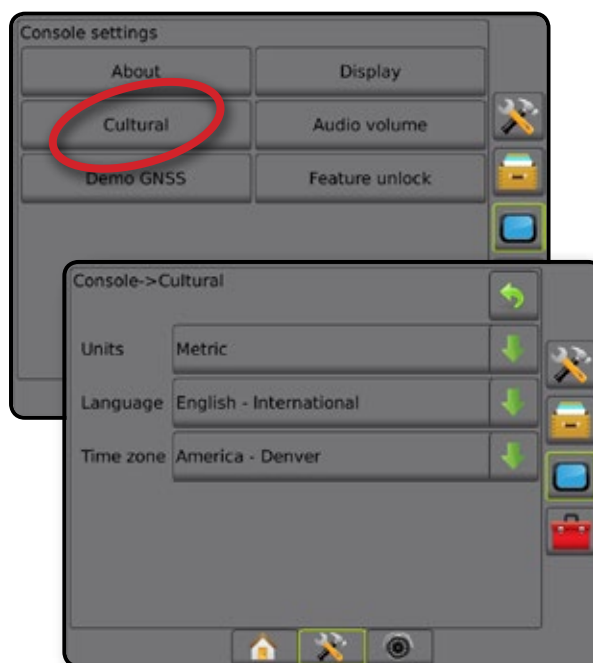 Console settings
About Display
Cultural Audio volume
Demo GNSS Feature unlock
Console->Cultural
Units Metric
Language English - International
Time zone America - Denver